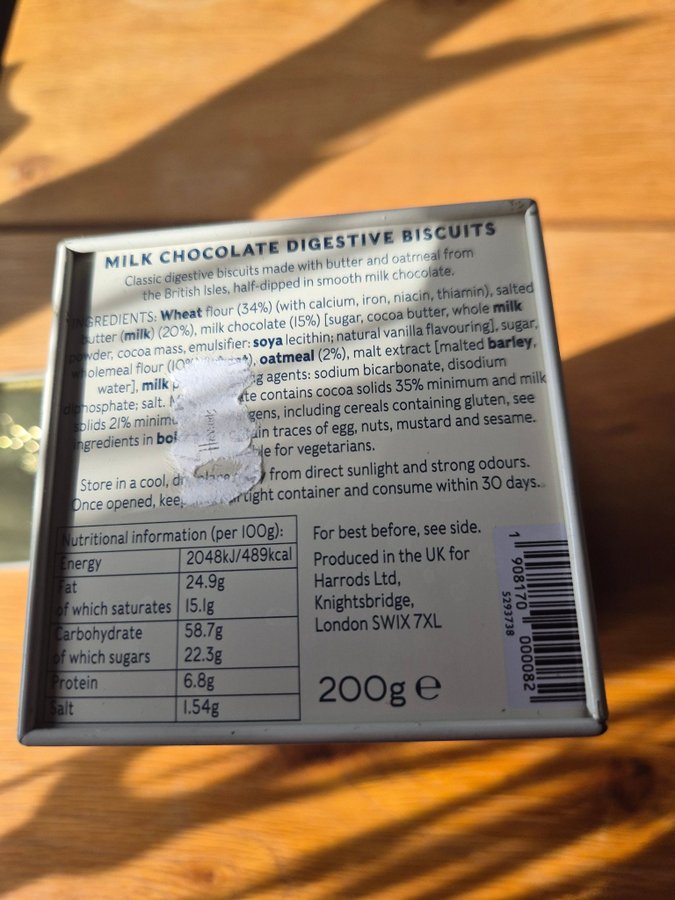 MILK CHOCOLATE DIGESTIVE BISCUITS
Classic digestive biscuits made with butter and oatmeal from
the British Isles, half-dipped in smooth milk chocolate.
INGREDIENTS: Wheat flour (34%) (with calcium, iron, niacin, thiamin), salted
butter (milk) (20%), milk chocolate (15%) [sugar, cocoa butter, whole milk
powder, cocoa mass, emulsifier: soya lecithin; natural vanilla flavouring], sugar,
wholemeal flour (10% oatmeal (2%), malt extract [malted barley,
water], milk agents: sodium bicarbonate, disodium
diphosphate; salt. contains cocoa solids 35% minimum and milk
solids 21% including cereals containing gluten, see
ingredients in traces of egg, nuts, mustard and sesame.
for vegetarians.
Store in a cool, from direct sunlight and strong odours.
Once opened, container and consume within 30 days.
Harrods
Nutritional information (per 100g):
Energy 2048kJ/489kcal
Fat 24.9g
of which saturates 15.1g
Carbohydrate 58.7g
of which sugars 22.3g
Protein 6.8g
Salt 1.54g
For best before, see side.
Produced in the UK for
Harrods Ltd,
Knightsbridge,
London SW1X 7XL
200g e
1 908170 000082
5293738